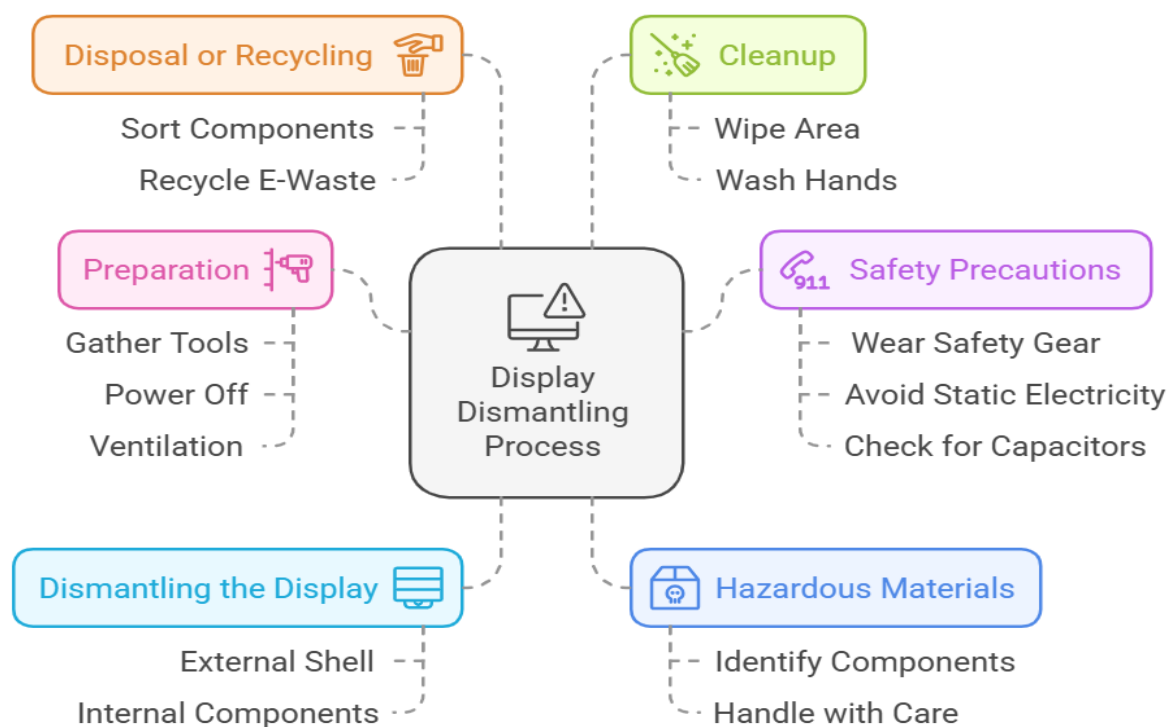 Disposal or Recycling
Sort Components
Recycle E-Waste
Cleanup
Wipe Area
Wash Hands
Preparation
Gather Tools
Power Off
Ventilation
Display
Dismantling
Process
911
Safety Precautions
Wear Safety Gear
Avoid Static Electricity
Check for Capacitors
Dismantling the Display
External Shell
Internal Components
Hazardous Materials
Identify Components
Handle with Care